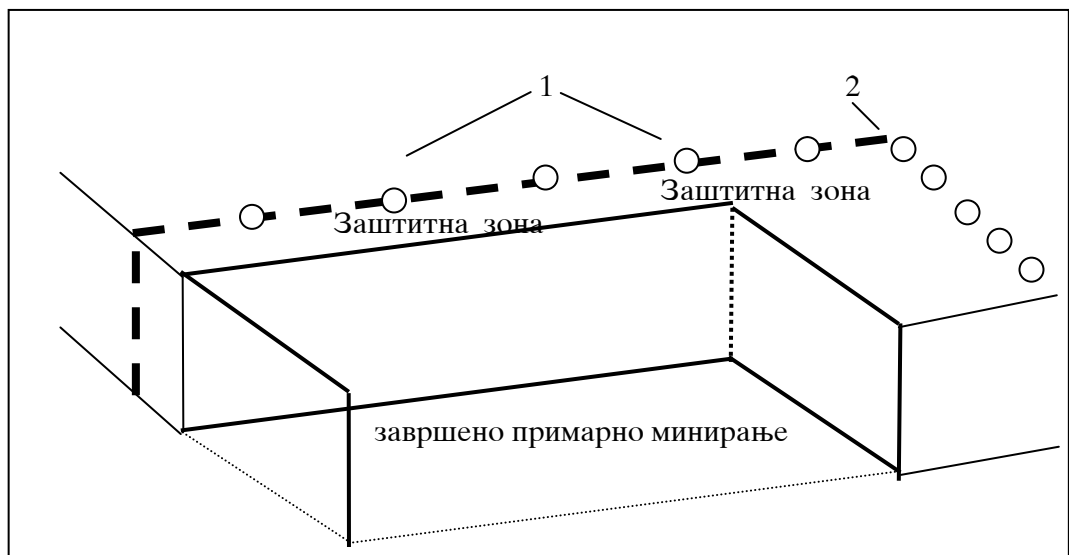 1
2
Заштитна зона
Заштитна зона
завршено примарно минирање